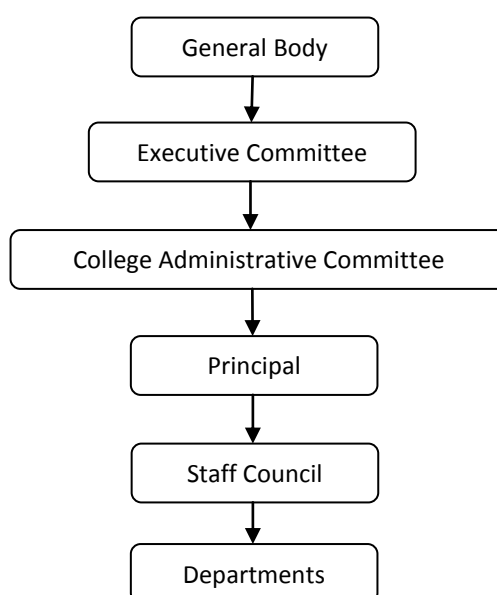 General Body
Executive Committee
College Administrative Committee
Principal
Staff Council
Departments